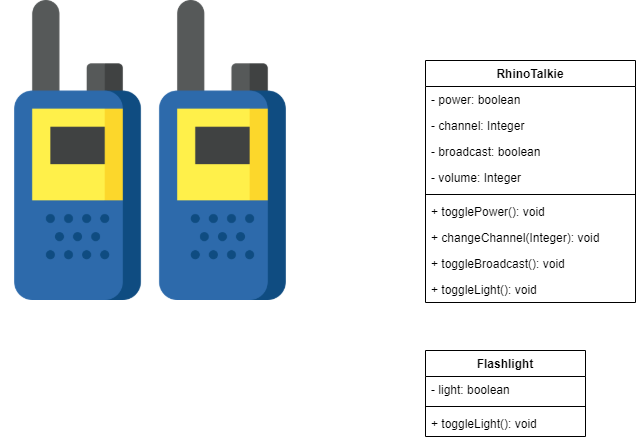 RhinoTalkie
- power: boolean
- channel: Integer
- broadcast: boolean
- volume: Integer
+ togglePower(): void
+ changeChannel(Integer): void
+ toggleBroadcast(): void
+ toggleLight(): void
Flashlight
- light: boolean
+ toggleLight(): void